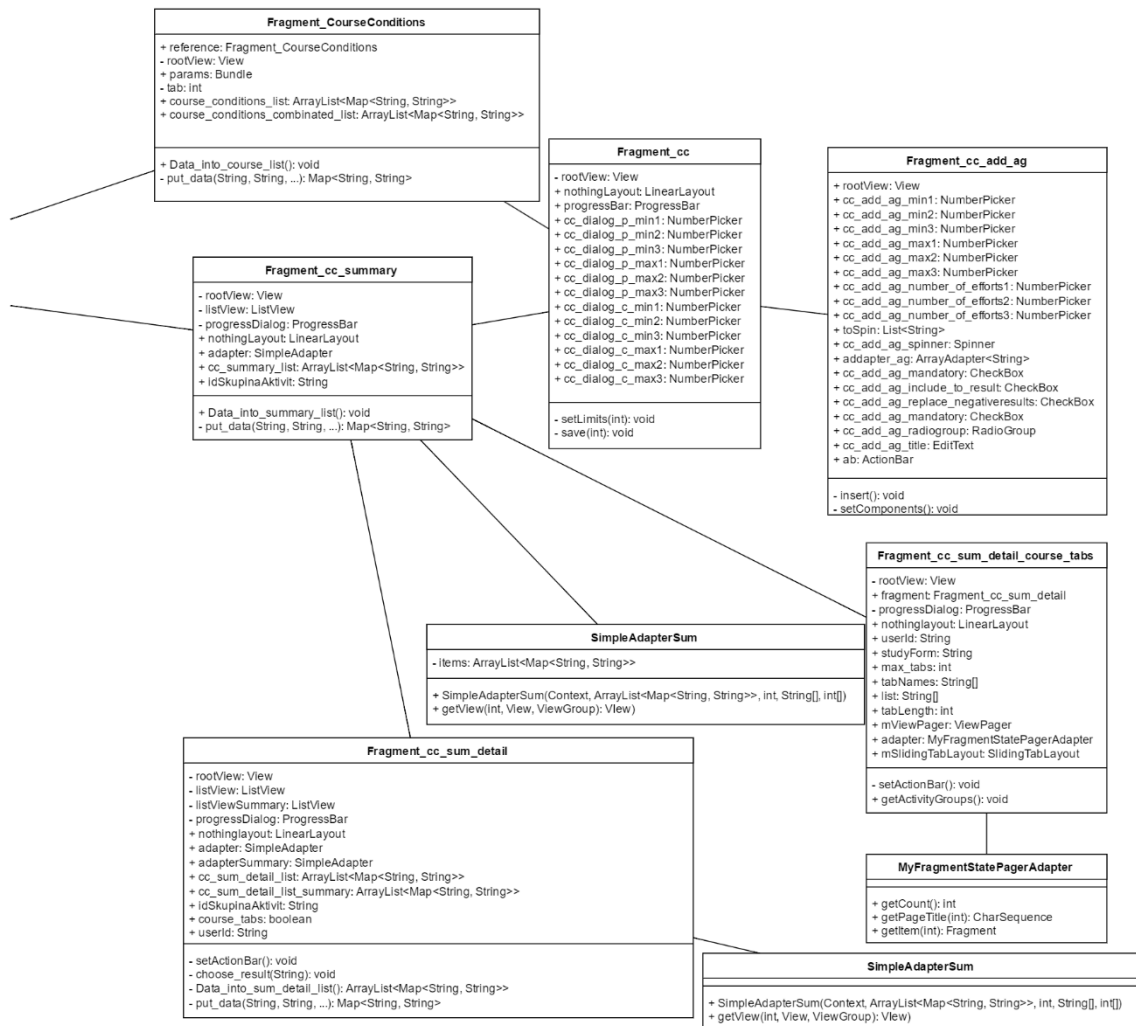 Fragment_CourseConditions
+ reference: Fragment_CourseConditions
- rootView: View
+ params: Bundle
- tab: int
+ course_conditions_list: ArrayList<Map<String, String>>
+ course_conditions_combinated_list: ArrayList<Map<String, String>>
+ Data_into_course_list(): void
- put_data(String, String, ...): Map<String, String>
Fragment_cc
- rootView: View
+ nothingLayout: LinearLayout
+ progressBar: ProgressBar
+ cc_dialog_p_min1: NumberPicker
+ cc_dialog_p_min2: NumberPicker
+ cc_dialog_p_min3: NumberPicker
+ cc_dialog_p_max1: NumberPicker
+ cc_dialog_p_max2: NumberPicker
+ cc_dialog_p_max3: NumberPicker
+ cc_dialog_c_min1: NumberPicker
+ cc_dialog_c_min2: NumberPicker
+ cc_dialog_c_min3: NumberPicker
+ cc_dialog_c_max1: NumberPicker
+ cc_dialog_c_max2: NumberPicker
+ cc_dialog_c_max3: NumberPicker
- setLimits(int): void
- save(int): void
Fragment_cc_add_ag
+ rootView: View
+ cc_add_ag_min1: NumberPicker
+ cc_add_ag_min2: NumberPicker
+ cc_add_ag_min3: NumberPicker
+ cc_add_ag_max1: NumberPicker
+ cc_add_ag_max2: NumberPicker
+ cc_add_ag_max3: NumberPicker
+ cc_add_ag_number_of_efforts1: NumberPicker
+ cc_add_ag_number_of_efforts2: NumberPicker
+ cc_add_ag_number_of_efforts3: NumberPicker
+ toSpin: List<String>
+ cc_add_ag_spinner: Spinner
+ addapter_ag: ArrayAdapter<String>
+ cc_add_ag_mandatory: CheckBox
+ cc_add_ag_include_to_result: CheckBox
+ cc_add_ag_replace_negativeresults: CheckBox
+ cc_add_ag_mandatory: CheckBox
+ cc_add_ag_radiogroup: RadioGroup
+ cc_add_ag_title: EditText
+ ab: ActionBar
- insert(): void
- setComponents(): void
Fragment_cc_summary
- rootView: View
- listView: ListView
- progressDialog: ProgressBar
+ nothingLayout: LinearLayout
+ adapter: SimpleAdapter
+ cc_summary_list: ArrayList<Map<String, String>>
+ idSkupinaAktivit: String
+ Data_into_summary_list(): void
- put_data(String, String, ...): Map<String, String>
Fragment_cc_sum_detail_course_tabs
- rootView: View
+ fragment: Fragment_cc_sum_detail
- progressDialog: ProgressBar
+ nothinglayout: LinearLayout
+ userId: String
+ studyForm: String
+ max_tabs: int
+ tabNames: String[]
+ list: String[]
+ tabLength: int
+ mViewPager: ViewPager
+ adapter: MyFragmentStatePagerAdapter
+ mSlidingTabLayout: SlidingTabLayout
- setActionBar(): void
+ getActivityGroups(): void
SimpleAdapterSum
- items: ArrayList<Map<String, String>>
+ SimpleAdapterSum(Context, ArrayList<Map<String, String>>, int, String[], int[])
+ getView(int, View, ViewGroup): VIew)
Fragment_cc_sum_detail
- rootView: View
- listView: ListView
- listViewSummary: ListView
- progressDialog: ProgressBar
+ nothinglayout: LinearLayout
+ adapter: SimpleAdapter
+ adapterSummary: SimpleAdapter
+ cc_sum_detail_list: ArrayList<Map<String, String>>
+ cc_sum_detail_list_summary: ArrayList<Map<String, String>>
+ idSkupinaAktivit: String
+ course_tabs: boolean
+ userId: String
- setActionBar(): void
- choose_result(String): void
- Data_into_sum_detail_list(): ArrayList<Map<String, String>>
- put_data(String, String, ...): Map<String, String>
MyFragmentStatePagerAdapter
+ getCount(): int
+ getPageTitle(int): CharSequence
+ getItem(int): Fragment
SimpleAdapterSum
+ SimpleAdapterSum(Context, ArrayList<Map<String, String>>, int, String[], int[])
+ getView(int, View, ViewGroup): VIew)